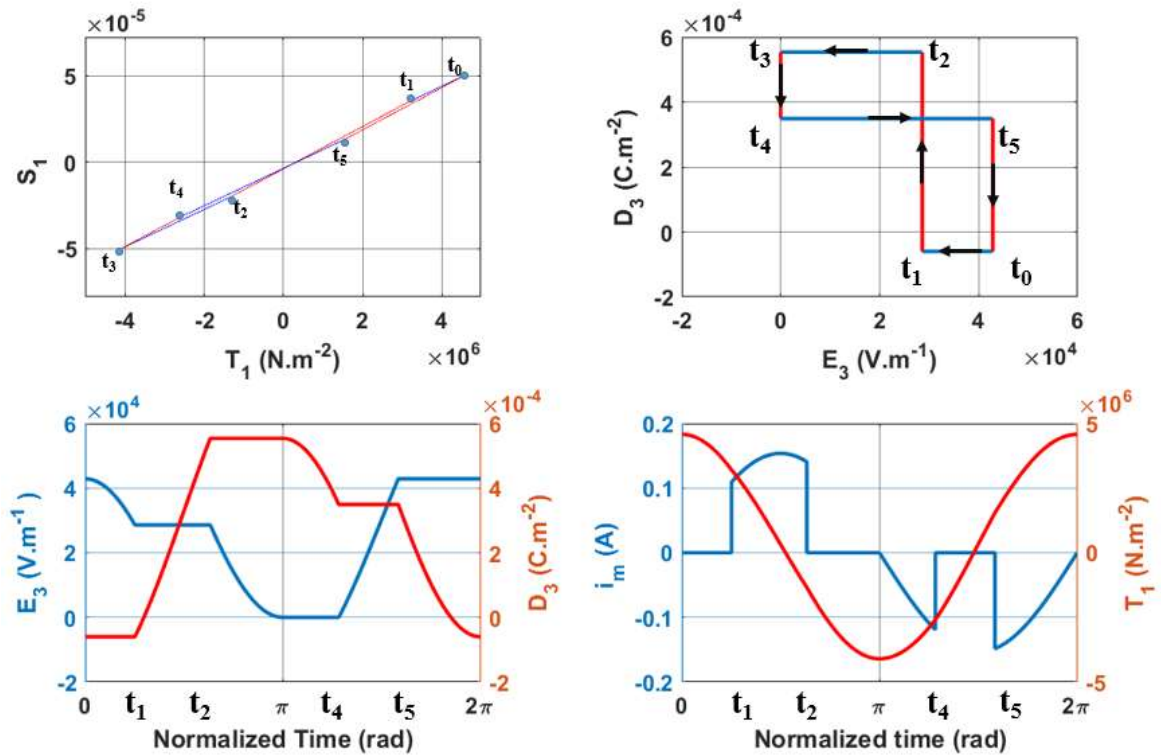 ×10⁻⁵
5
0
-5
S₁
t₀
t₁
t₅
t₄
t₂
t₃
-4 -2 0 2 4
T₁ (N.m⁻²)
×10⁶
×10⁻⁴
6
4
2
0
-2
D₃ (C.m⁻²)
t₃ t₂
t₄ t₅
t₁ t₀
-2 0 2 4 6
E₃ (V.m⁻¹)
×10⁴
×10⁴
6
4
2
0
-2
E₃ (V.m⁻¹)
×10⁻⁴
6
4
2
0
-2
D₃ (C.m⁻²)
0 t₁ t₂ π t₄ t₅ 2π
Normalized Time (rad)
0.2
0.1
0
-0.1
-0.2
iₘ (A)
×10⁶
5
0
-5
T₁ (N.m⁻²)
0 t₁ t₂ π t₄ t₅ 2π
Normalized time (rad)